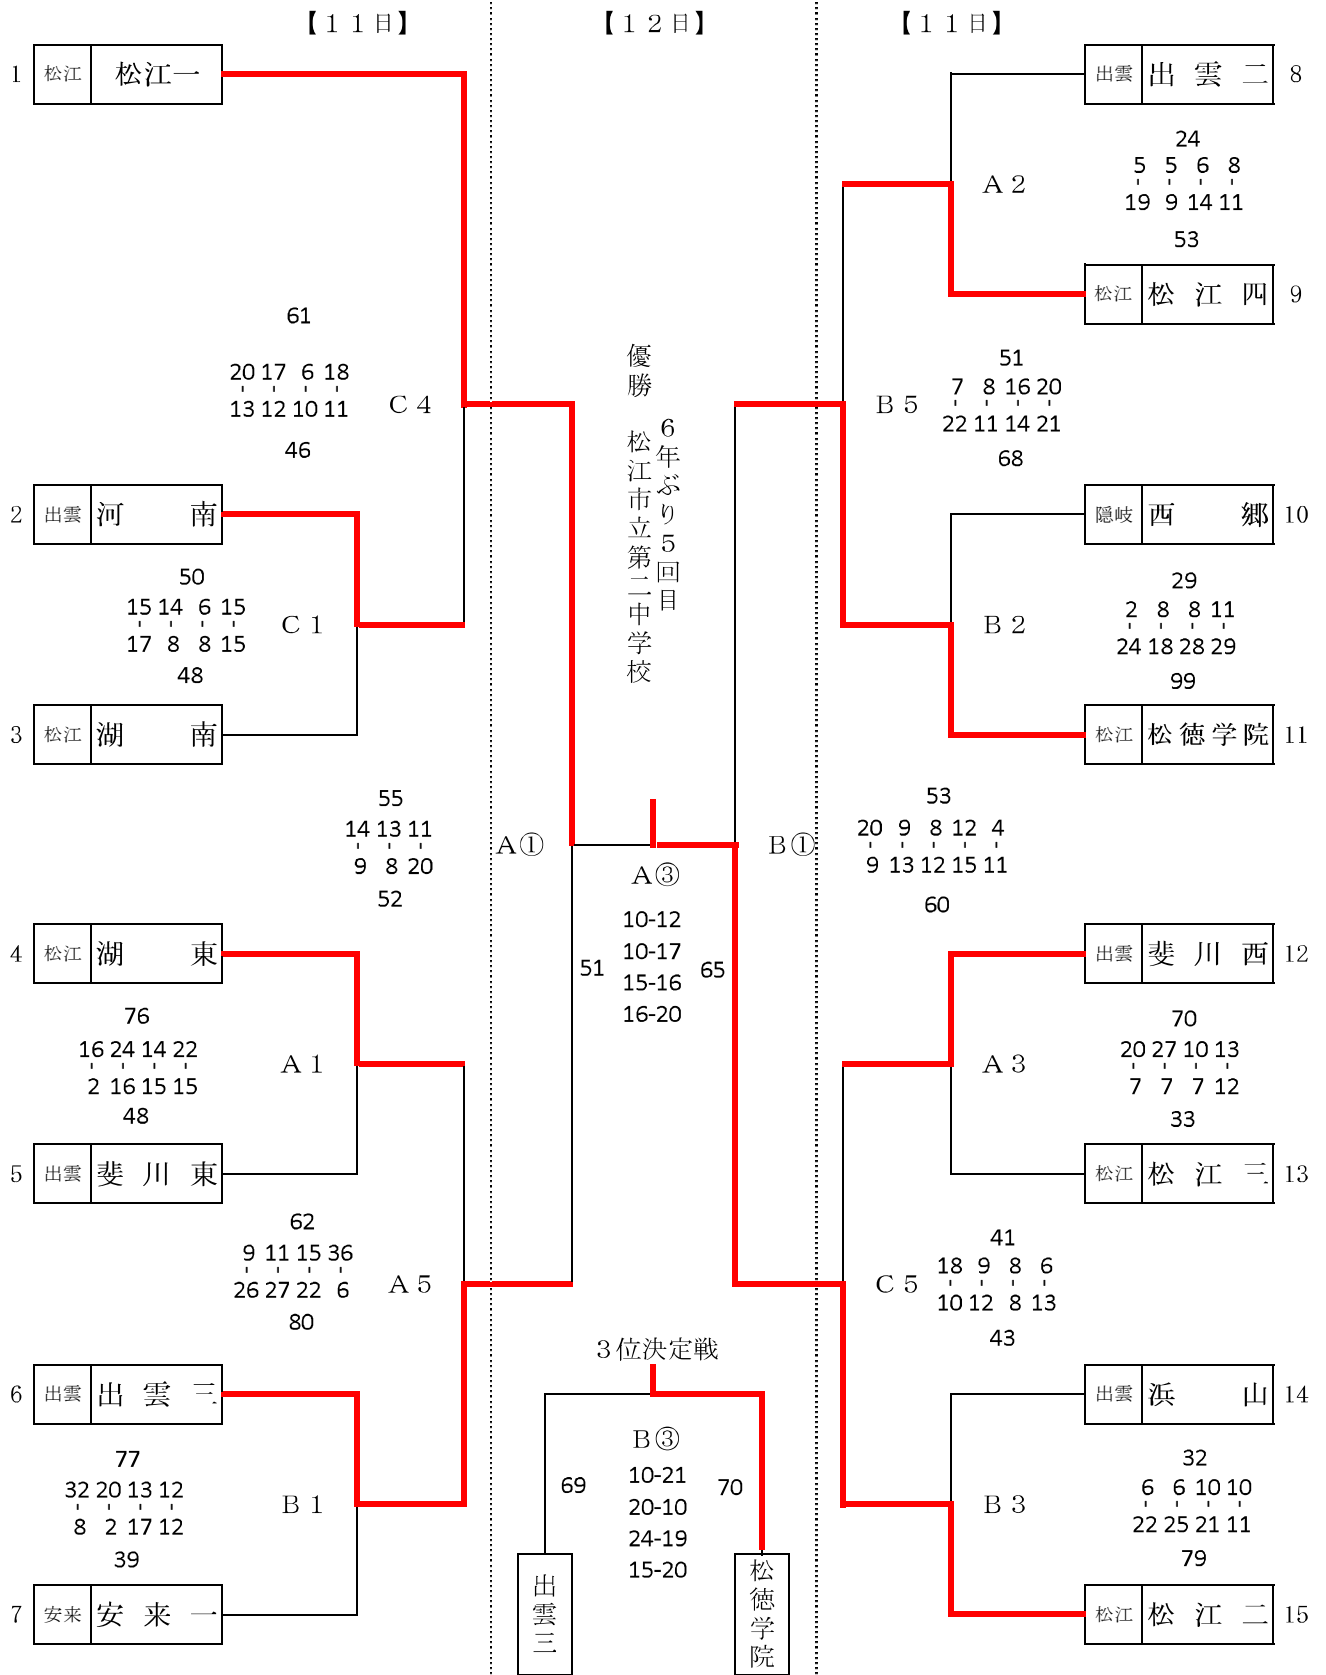 【１１日】
【１２日】
【１１日】
1 松江 松江一
61
20 17 6 18
13 12 10 11
46
Ｃ４
2 出雲 河南
50
15 14 6 15
17 8 8 15
48
Ｃ１
3 松江 湖南
55
14 13 11
9 8 20
52
Ａ①
4 松江 湖東
76
16 24 14 22
2 16 15 15
48
Ａ１
5 出雲 斐川東
62
9 11 15 36
26 27 22 6
80
Ａ５
6 出雲 出雲三
77
32 20 13 12
8 2 17 12
39
Ｂ１
7 安来 安来一
優勝 松江市立第二中学校
６年ぶり５回目
Ａ③
51
10-12
10-17
15-16
16-20
65
３位決定戦
Ｂ③
69
10-21
20-10
24-19
15-20
70
出雲三
松徳学院
出雲 出雲二 8
24
5 5 6 8
19 9 14 11
53
Ａ２
松江 松江四 9
51
7 8 16 20
22 11 14 21
68
Ｂ５
隠岐 西郷 10
29
2 8 8 11
24 18 28 29
99
Ｂ２
松江 松徳学院 11
53
20 9 8 12 4
9 13 12 15 11
60
Ｂ①
出雲 斐川西 12
70
20 27 10 13
7 7 7 12
33
Ａ３
松江 松江三 13
41
18 9 8 6
10 12 8 13
43
Ｃ５
出雲 浜山 14
32
6 6 10 10
22 25 21 11
79
Ｂ３
松江 松江二 15